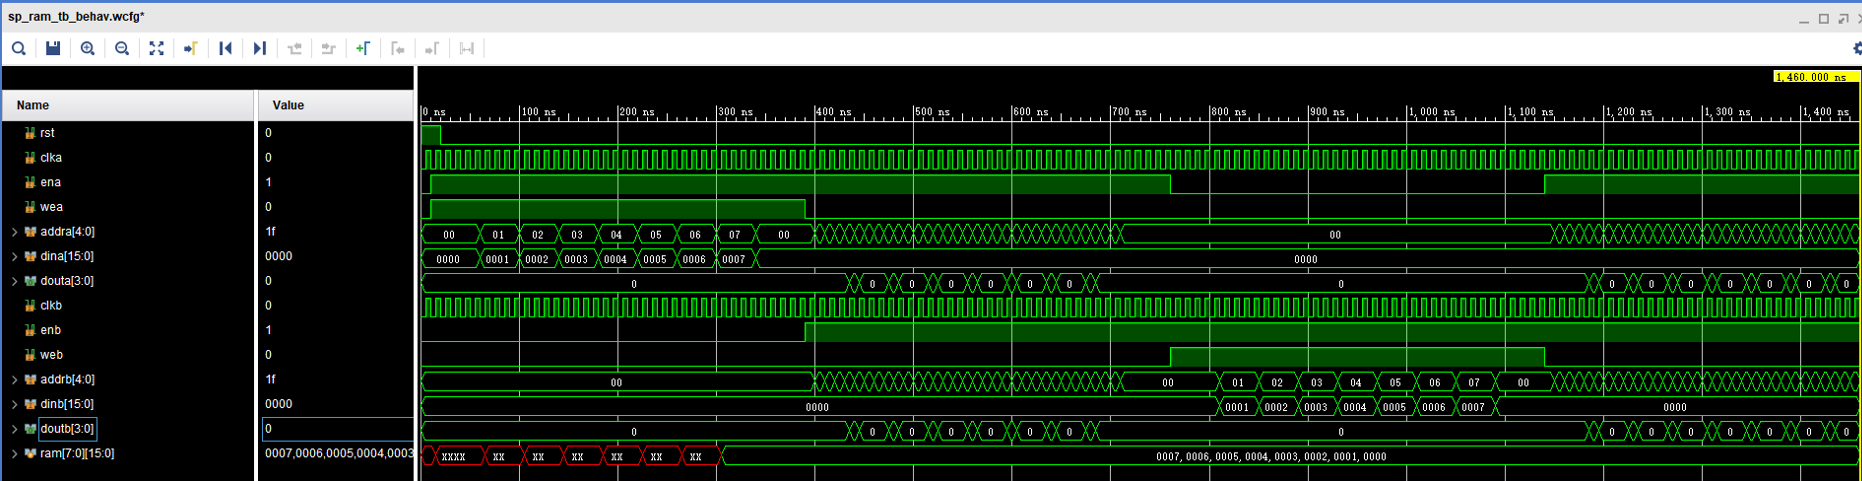 sp_ram_tb_behav.wcfg*
1,460.000 ns
Name Value
0 ns 100 ns 200 ns 300 ns 400 ns 500 ns 600 ns 700 ns 800 ns 900 ns 1,000 ns 1,100 ns 1,200 ns 1,300 ns 1,400 ns
rst 0
clka 0
ena 1
wea 0
addra[4:0] 1f 00 01 02 03 04 05 06 07 00 00
dina[15:0] 0000 0000 0001 0002 0003 0004 0005 0006 0007 0000
douta[3:0] 0 0 0 0 0 0 0 0 0 0 0 0 0 0 0 0
clkb 0
enb 1
web 0
addrb[4:0] 1f 00 00 01 02 03 04 05 06 07 00
dinb[15:0] 0000 0000 0001 0002 0003 0004 0005 0006 0007 0000
doutb[3:0] 0 0 0 0 0 0 0 0 0 0 0 0 0 0 0 0
ram[7:0][15:0] 0007,0006,0005,0004,0003 XXXX XX XX XX XX XX XX 0007, 0006, 0005, 0004, 0003, 0002, 0001, 0000